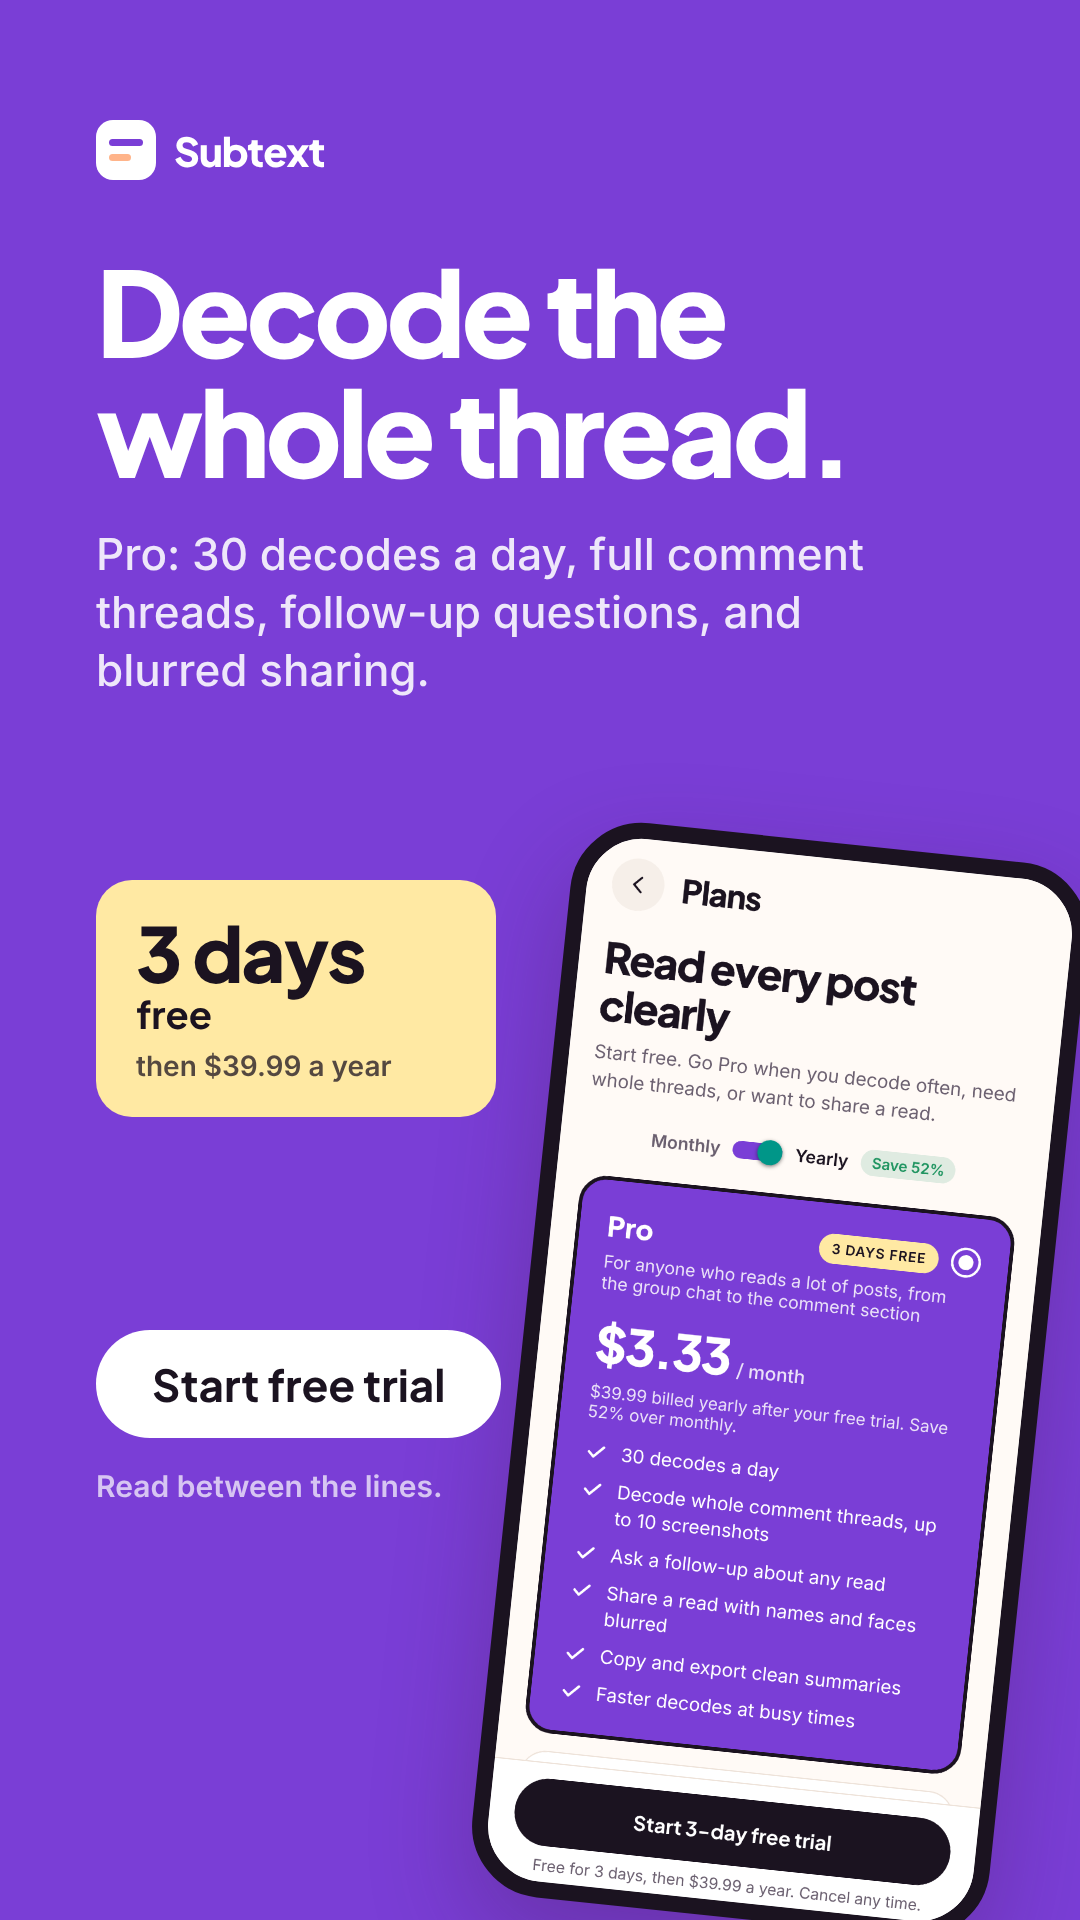 Subtext
Decode the
whole thread.
Pro: 30 decodes a day, full comment
threads, follow-up questions, and
blurred sharing.
3 days
free
then $39.99 a year
Start free trial
Read between the lines.
Plans
Read every post
clearly
Start free. Go Pro when you decode often, need
whole threads, or want to share a read.
Monthly Yearly Save 52%
Pro
3 DAYS FREE
For anyone who reads a lot of posts, from
the group chat to the comment section
$3.33 / month
$39.99 billed yearly after your free trial. Save
52% over monthly.
30 decodes a day
Decode whole comment threads, up
to 10 screenshots
Ask a follow-up about any read
Share a read with names and faces
blurred
Copy and export clean summaries
Faster decodes at busy times
Start 3-day free trial
Free for 3 days, then $39.99 a year. Cancel any time.